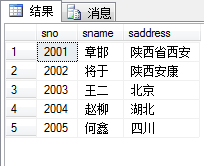 结果 消息
sno sname saddress
1 2001 章邯 陕西省西安
2 2002 将于 陕西安康
3 2003 王二 北京
4 2004 赵柳 湖北
5 2005 何鑫 四川